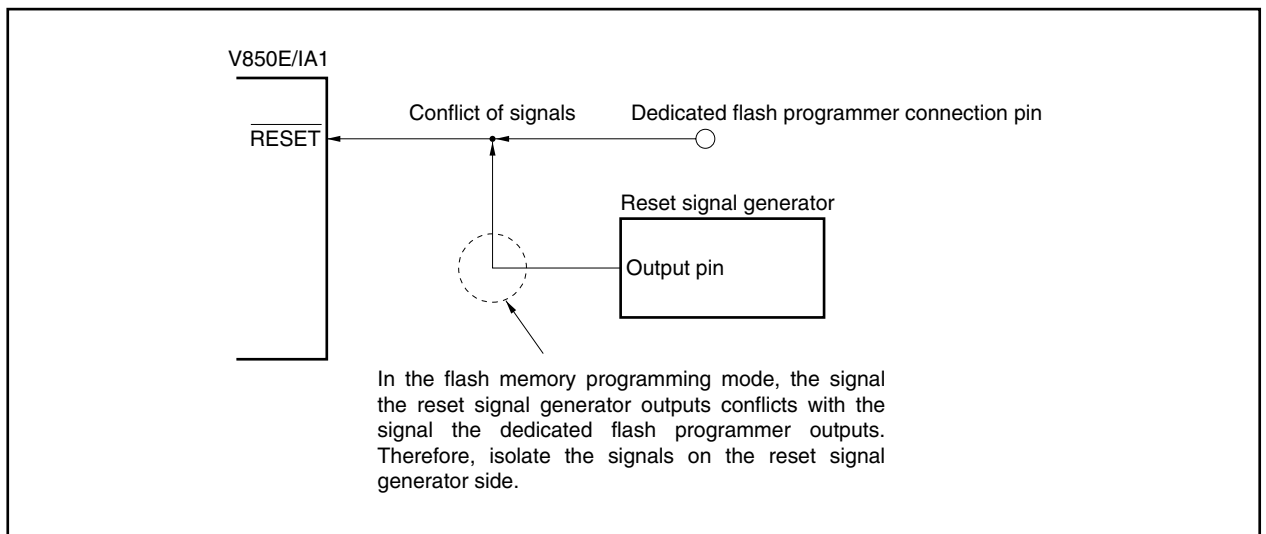 V850E/IA1
Conflict of signals
Dedicated flash programmer connection pin
RESET
Reset signal generator
Output pin
In the flash memory programming mode, the signal
the reset signal generator outputs conflicts with the
signal the dedicated flash programmer outputs.
Therefore, isolate the signals on the reset signal
generator side.